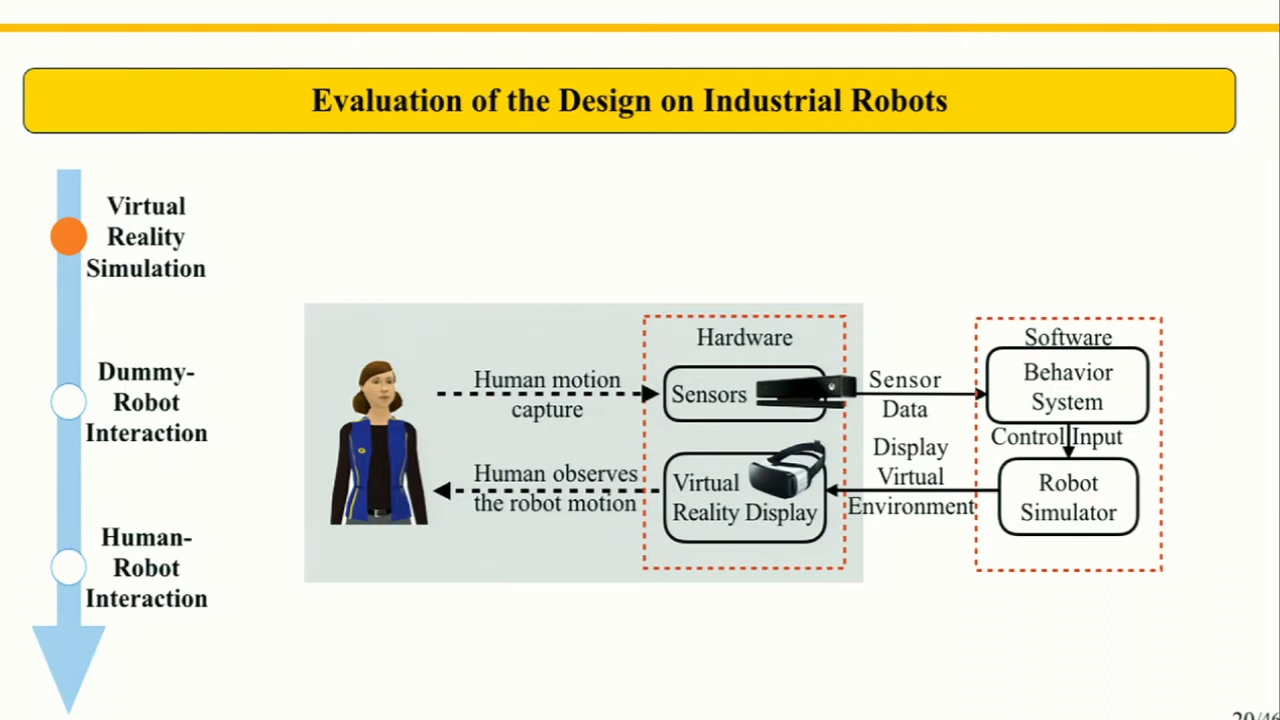 Evaluation of the Design on Industrial Robots
Virtual
Reality
Simulation
Dummy-
Robot
Interaction
Human-
Robot
Interaction
Human motion
capture
Human observes
the robot motion
Hardware
Sensors
Virtual
Reality Display
Sensor
Data
Display
Virtual
Environment
Software
Behavior
System
Control Input
Robot
Simulator